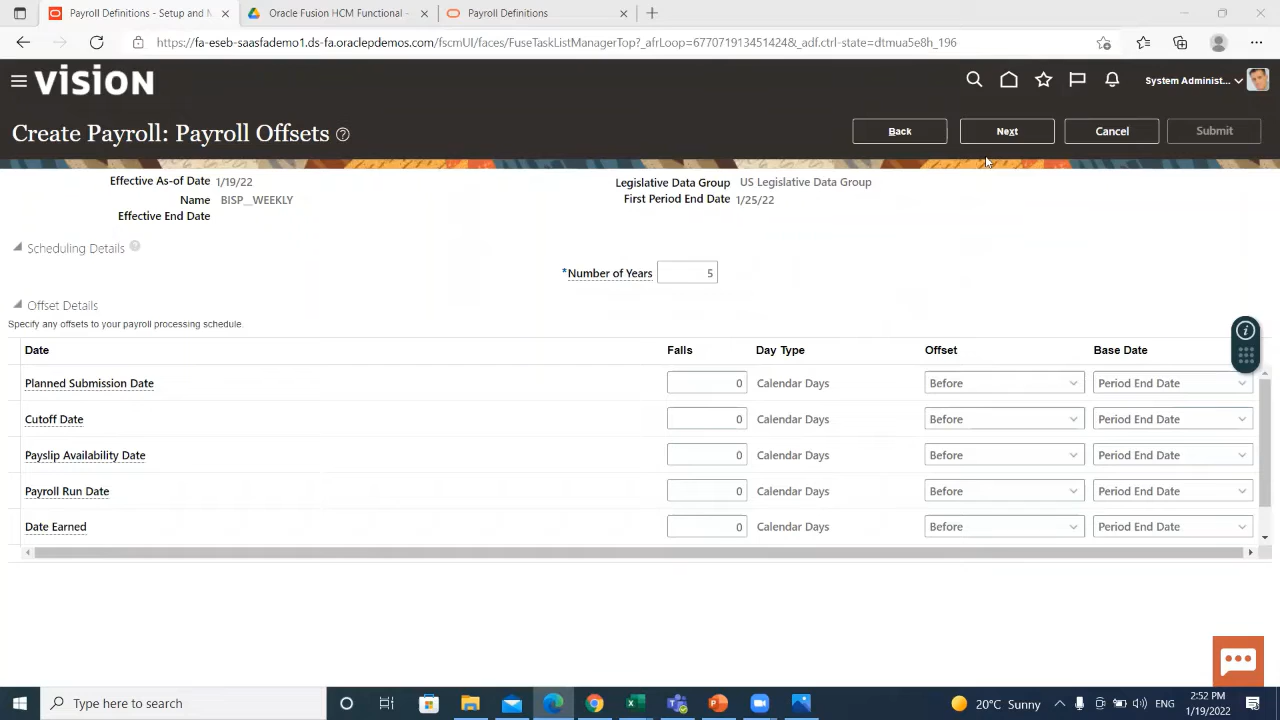 Payroll Definitions - Setup and M
Oracle Fusion HCM Functional -
Payroll Definitions
https://fa-eseb-saasfademo1.ds-fa.oraclepdemos.com/fscmUI/faces/FuseTaskListManagerTop?_afrLoop=6770719134514248&_adf.ctrl-state=dtmua5e8h_196
VISION
System Administ...
Create Payroll: Payroll Offsets
Back
Next
Cancel
Submit
Effective As-of Date 1/19/22
Legislative Data Group US Legislative Data Group
Name BISP__WEEKLY
First Period End Date 1/25/22
Effective End Date
Scheduling Details
*Number of Years 5
Offset Details
Specify any offsets to your payroll processing schedule.
Date Falls Day Type Offset Base Date
Planned Submission Date 0 Calendar Days Before Period End Date
Cutoff Date 0 Calendar Days Before Period End Date
Payslip Availability Date 0 Calendar Days Before Period End Date
Payroll Run Date 0 Calendar Days Before Period End Date
Date Earned 0 Calendar Days Before Period End Date
Type here to search
20°C Sunny
ENG
2:52 PM
1/19/2022